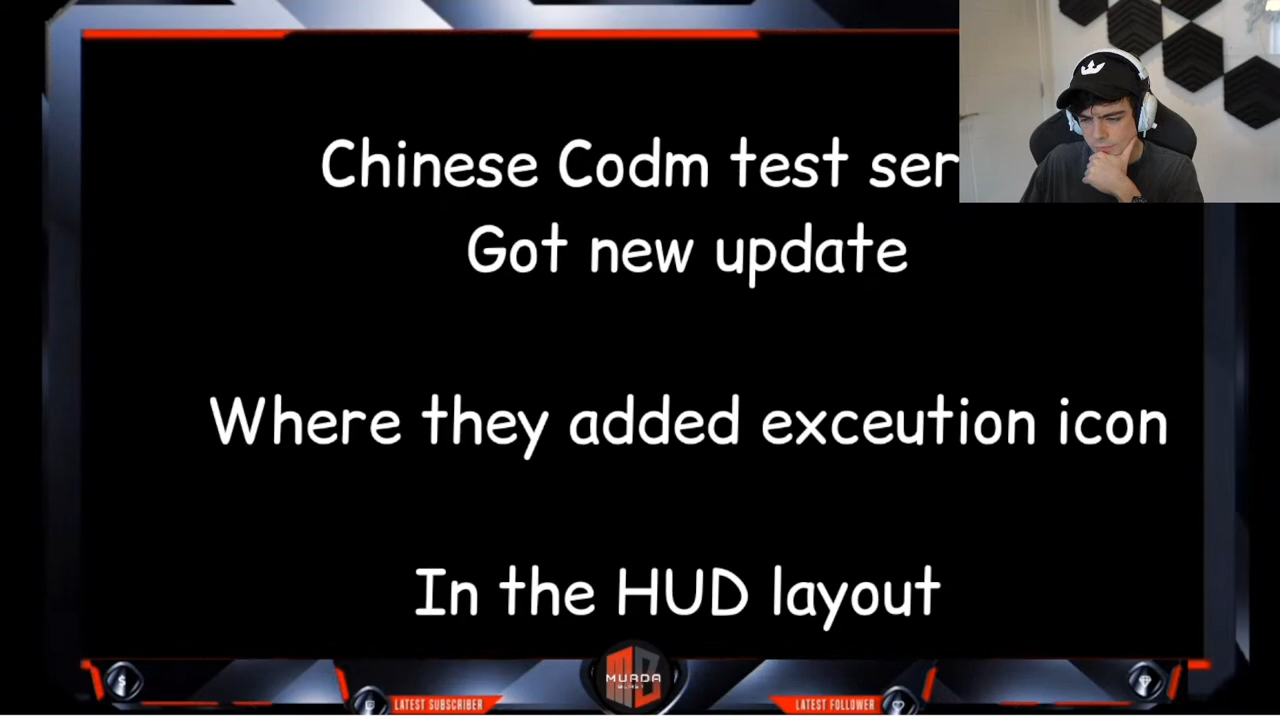 Chinese Codm test ser
Got new update
Where they added exceution icon
In the HUD layout
MURDA
LATEST SUBSCRIBER
LATEST FOLLOWER